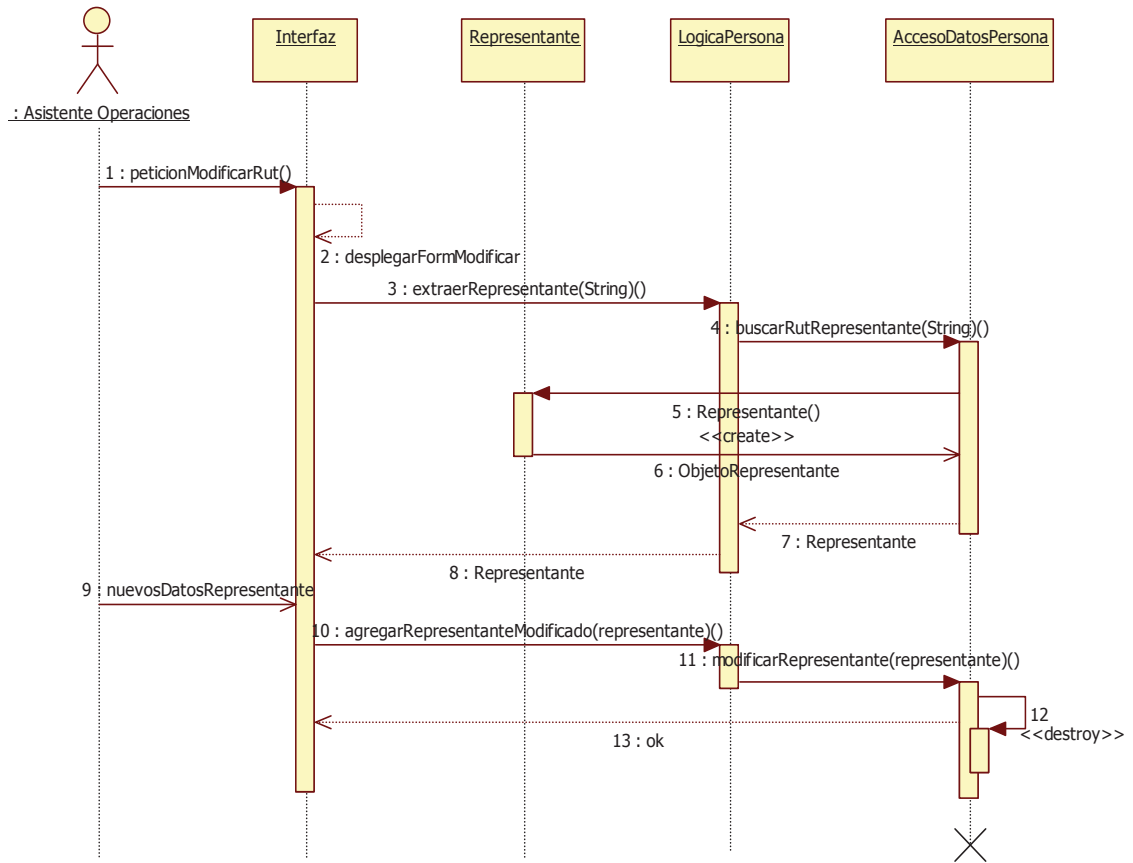 Interfaz
Representante
LogicaPersona
AccesoDatosPersona
: Asistente Operaciones
1 : peticionModificarRut()
2 : desplegarFormModificar
3 : extraerRepresentante(String)()
4 : buscarRutRepresentante(String)()
5 : Representante()
<<create>>
6 : ObjetoRepresentante
7 : Representante
8 : Representante
9 : nuevosDatosRepresentante
10 : agregarRepresentanteModificado(representante)()
11 : modificarRepresentante(representante)()
12
<<destroy>>
13 : ok